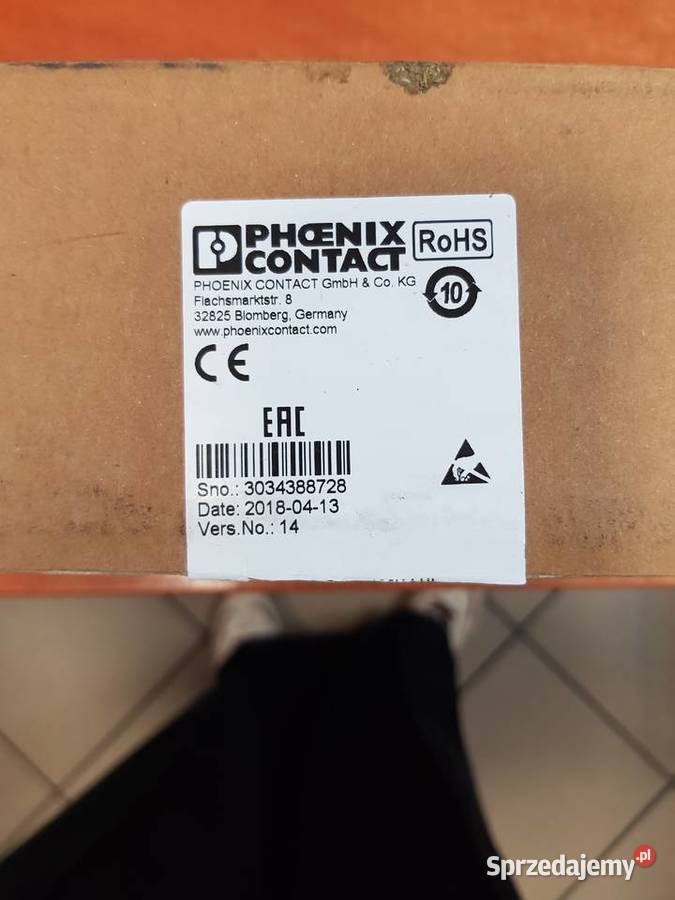 PHŒNIX
CONTACT
RoHS
PHOENIX CONTACT GmbH & Co. KG
Flachsmarktstr. 8
32825 Blomberg, Germany
www.phoenixcontact.com
10
CE
EAC
Sno.: 3034388728
Date: 2018-04-13
Vers.No.: 14
Sprzedajemy.pl